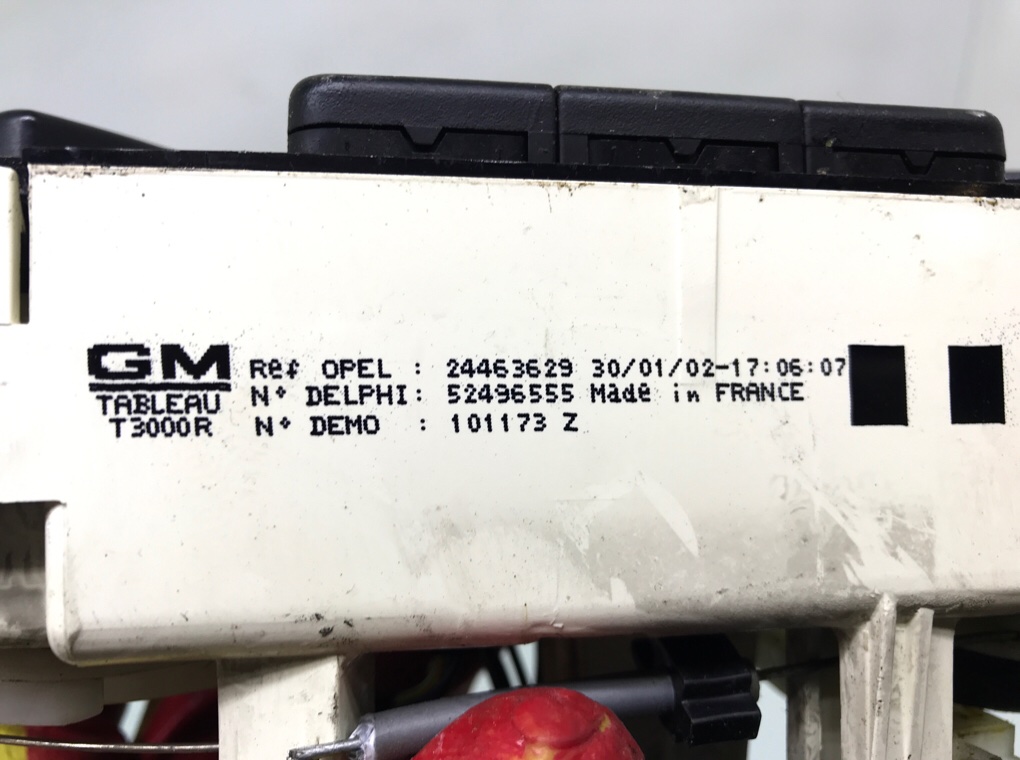 GM
TABLEAU
T3000R
Réf OPEL : 24463629 30/01/02-17:06:07
N° DELPHI: 52496555 Made in FRANCE
N° DEMO : 101173 Z